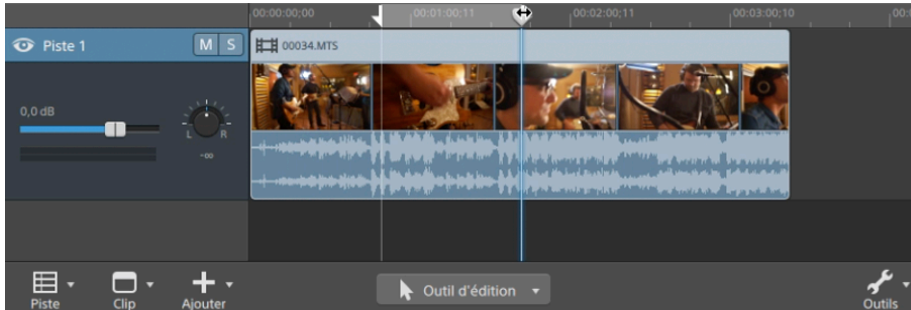 00:00:00;00 00:01:00;11 00:02:00;11 00:03:00;10
Piste 1 M S 00034.MTS
0,0 dB
L R
-∞
Outil d'édition
Piste Clip Ajouter Outils